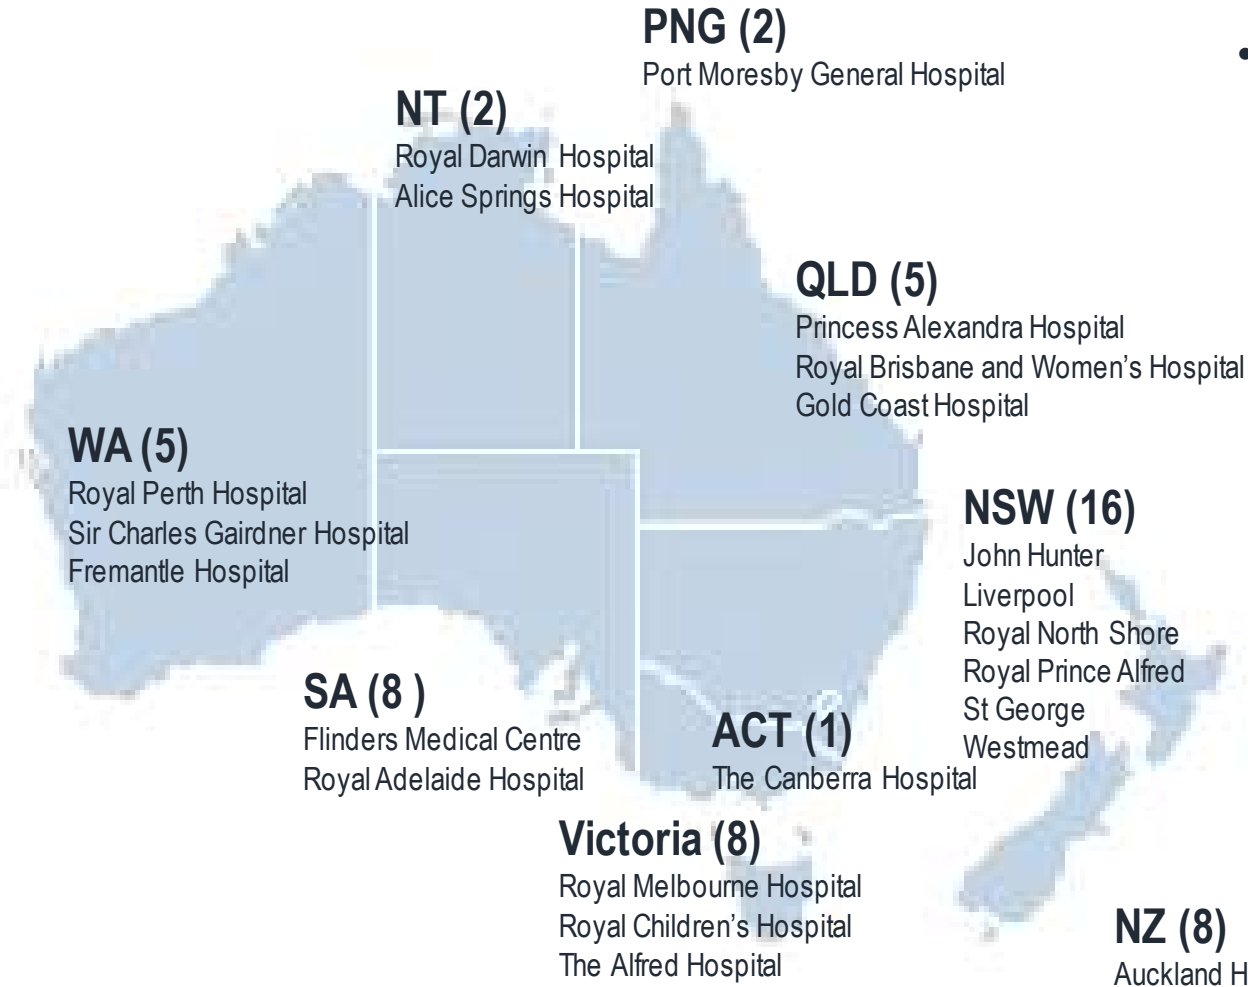 PNG (2)
Port Moresby General Hospital
NT (2)
Royal Darwin Hospital
Alice Springs Hospital
QLD (5)
Princess Alexandra Hospital
Royal Brisbane and Women’s Hospital
Gold Coast Hospital
WA (5)
Royal Perth Hospital
Sir Charles Gairdner Hospital
Fremantle Hospital
NSW (16)
John Hunter
Liverpool
Royal North Shore
Royal Prince Alfred
St George
Westmead
SA (8 )
Flinders Medical Centre
Royal Adelaide Hospital
ACT (1)
The Canberra Hospital
Victoria (8)
Royal Melbourne Hospital
Royal Children’s Hospital
The Alfred Hospital
NZ (8)
Auckland H